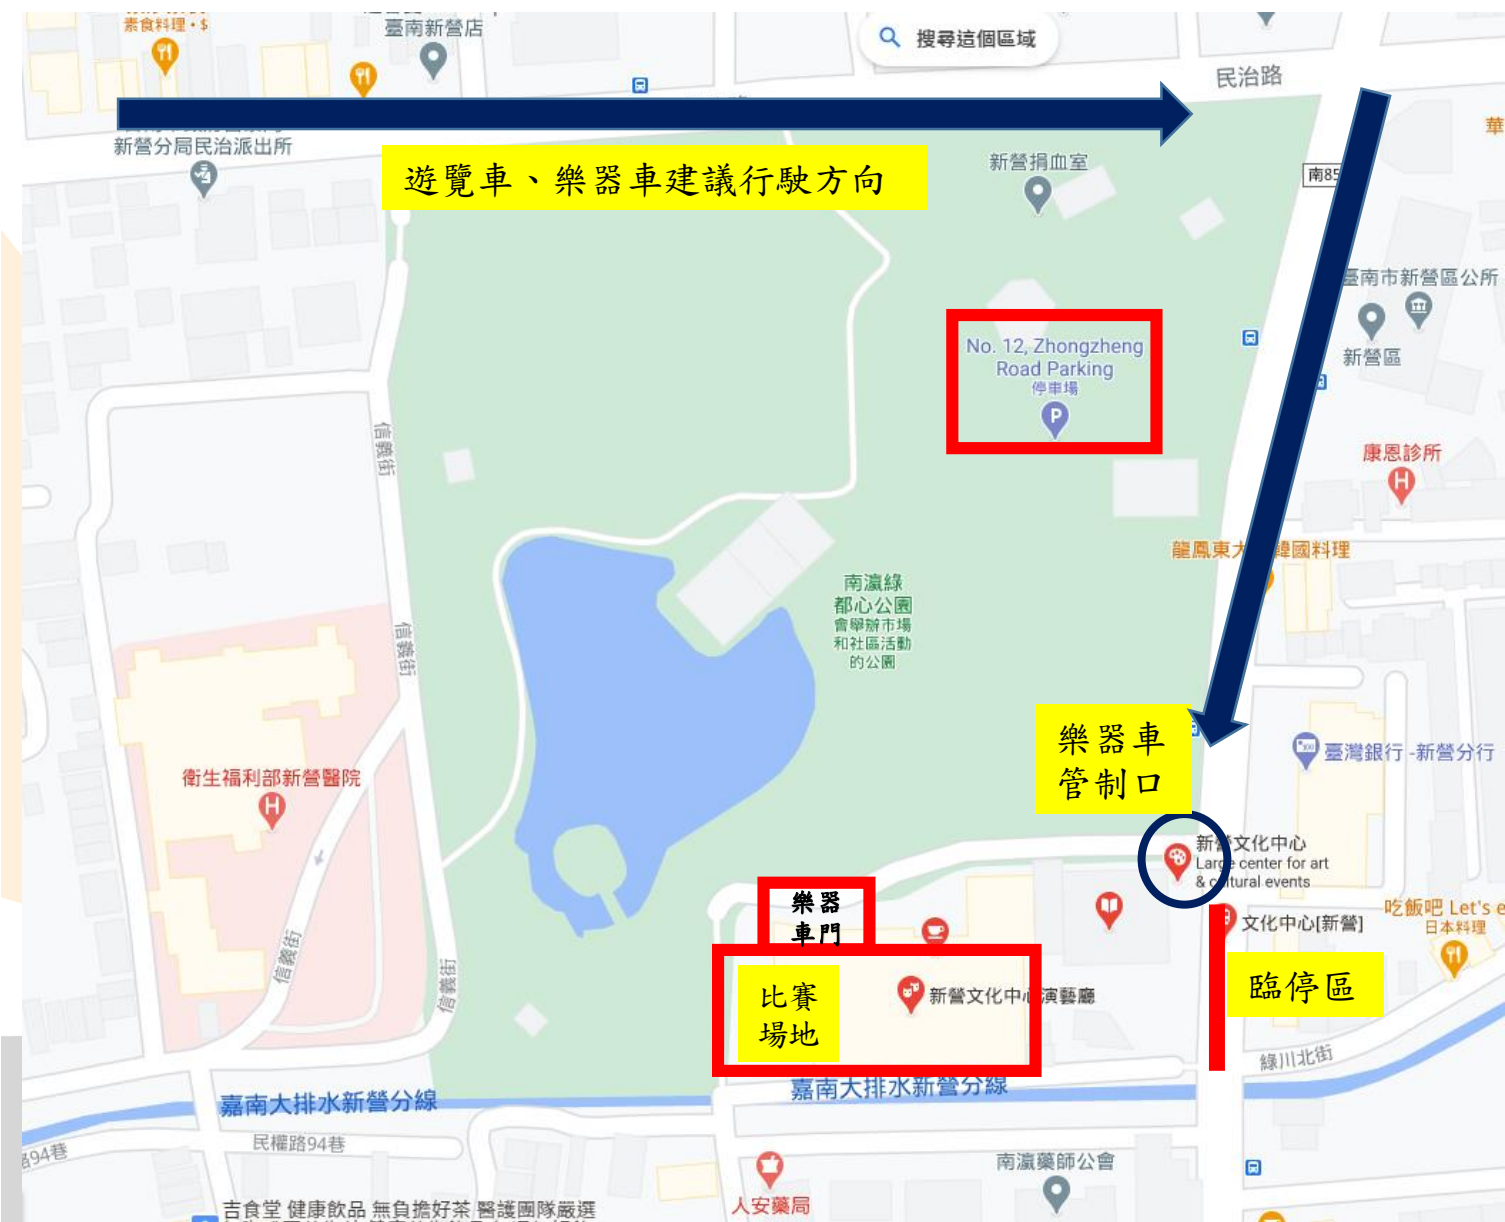 素食料理・$
臺南新營店
搜尋這個區域
民治路
新營分局民治派出所
遊覽車、樂器車建議行駛方向
新營捐血室
南85
華
臺南市新營區公所
新營區
No. 12, Zhongzheng
Road Parking
停車場
P
信義街
康恩診所
H
龍鳳東大
韓國料理
南瀛綠
都心公園
會舉辦市場
和社區活動
的公園
信義街
樂器車
管制口
臺灣銀行 -新營分行
衛生福利部新營醫院
H
新營文化中心
Large center for art
& cultural events
樂器
車門
吃飯吧 Let's e
日本料理
文化中心[新營]
信義街
信義街
比賽
場地
新營文化中心演藝廳
臨停區
綠川北街
嘉南大排水新營分線
嘉南大排水新營分線
民權路94巷
94巷
南瀛藥師公會
人安藥局
吉食堂 健康飲品 無負擔好茶 醫護團隊嚴選